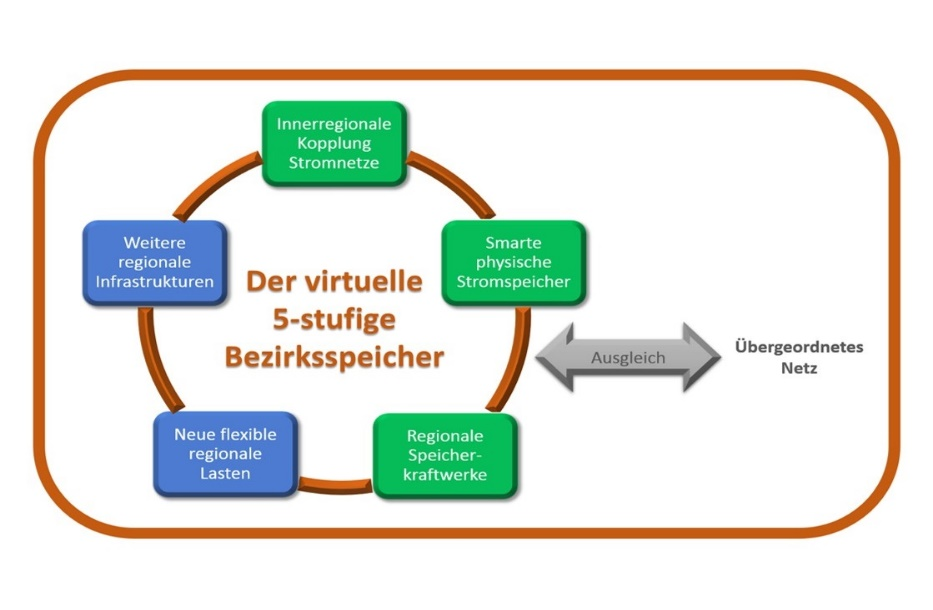 Innerregionale
Kopplung
Stromnetze
Smarte
physische
Stromspeicher
Regionale
Speicher-
kraftwerke
Neue flexible
regionale
Lasten
Weitere
regionale
Infrastrukturen
Der virtuelle
5-stufige
Bezirksspeicher
Ausgleich
Übergeordnetes
Netz